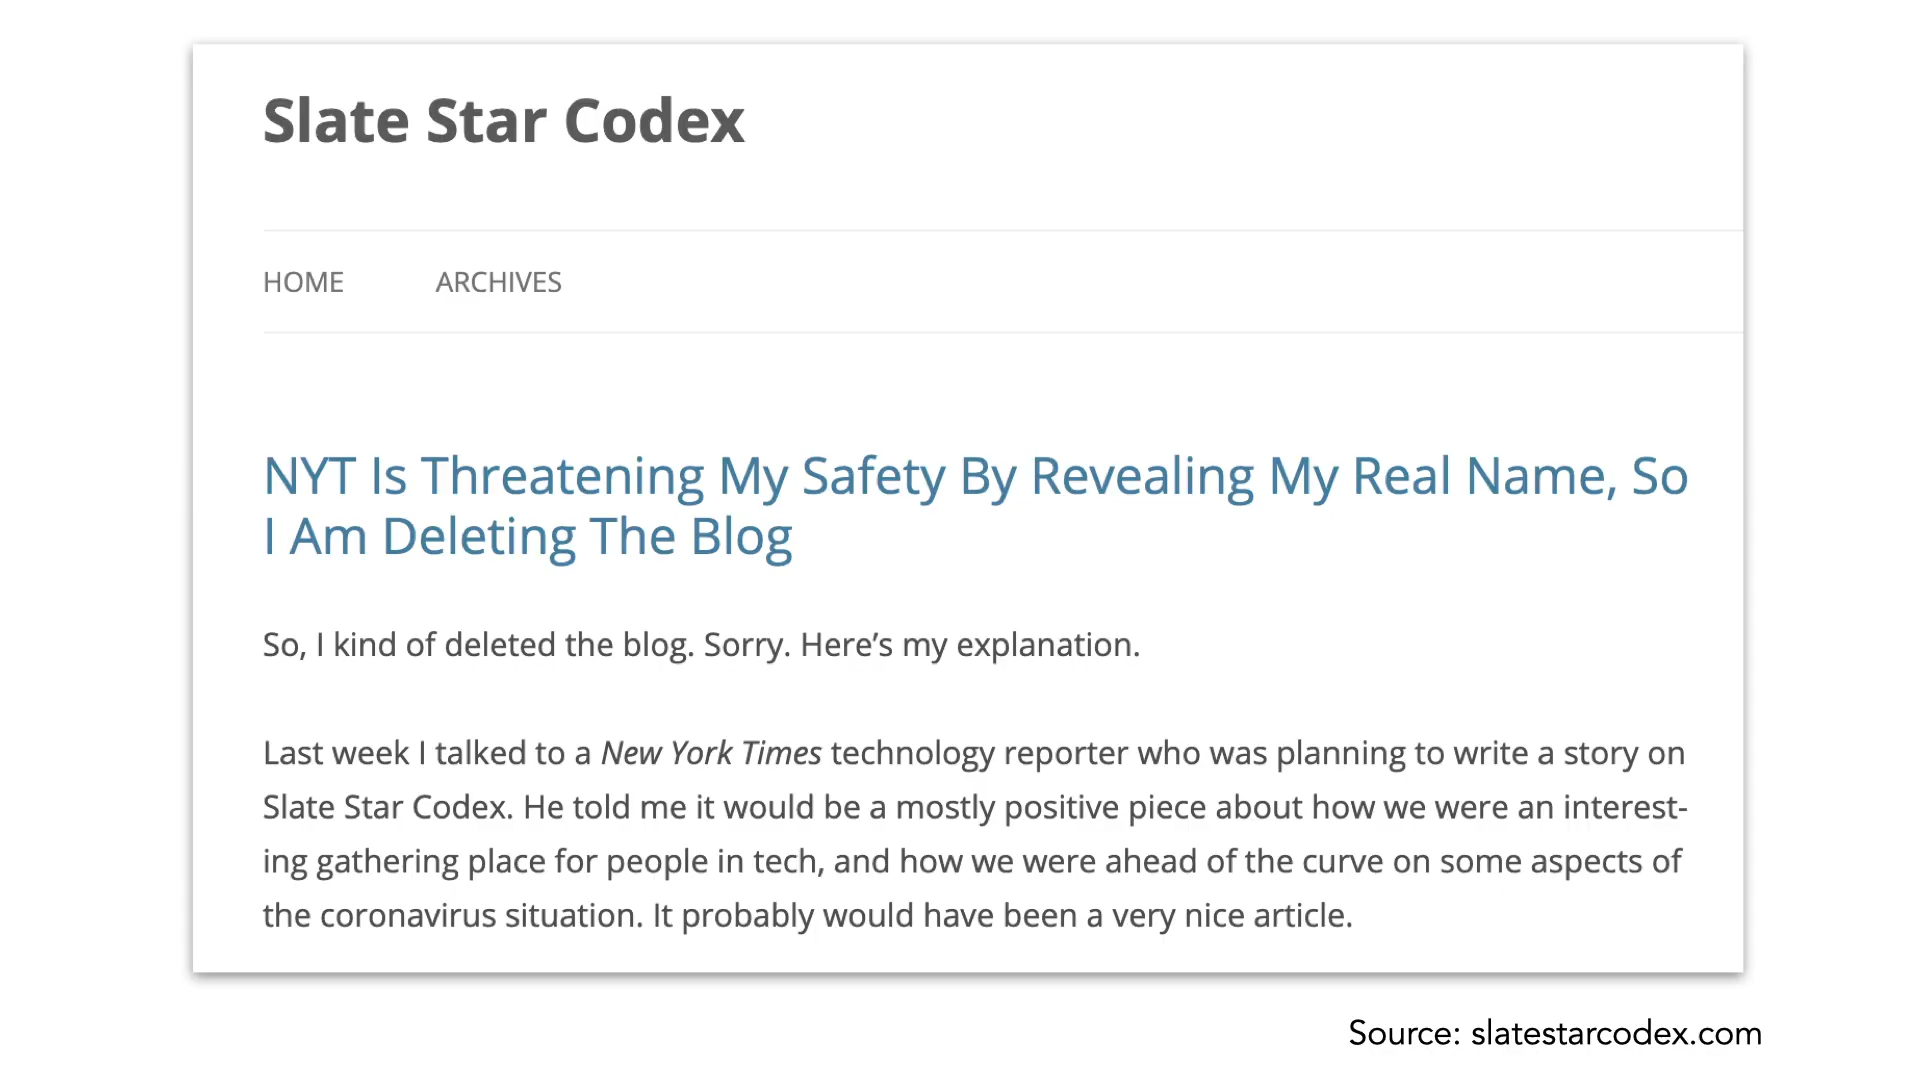 Slate Star Codex
HOME ARCHIVES
NYT Is Threatening My Safety By Revealing My Real Name, So
I Am Deleting The Blog
So, I kind of deleted the blog. Sorry. Here’s my explanation.
Last week I talked to a New York Times technology reporter who was planning to write a story on
Slate Star Codex. He told me it would be a mostly positive piece about how we were an interest-
ing gathering place for people in tech, and how we were ahead of the curve on some aspects of
the coronavirus situation. It probably would have been a very nice article.
Source: slatestarcodex.com